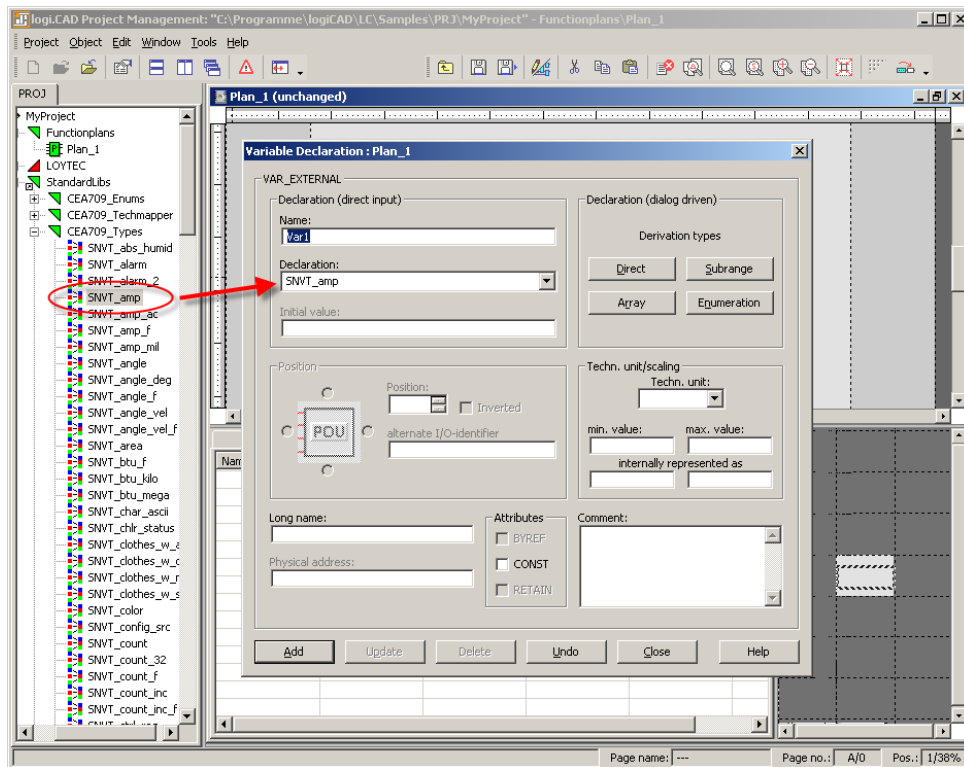 logi.CAD Project Management: "C:\Programme\logiCAD\LC\Samples\PRJ\MyProject" - Functionplans\Plan_1
Project Object Edit Window Tools Help
PROJ
MyProject
Functionplans
Plan_1
LOYTEC
StandardLibs
CEA709_Enums
CEA709_Techmapper
CEA709_Types
SNVT_abs_humid
SNVT_alarm
SNVT_alarm_2
SNVT_amp
SNVT_amp_ac
SNVT_amp_f
SNVT_amp_mil
SNVT_angle
SNVT_angle_deg
SNVT_angle_f
SNVT_angle_vel
SNVT_angle_vel_f
SNVT_area
SNVT_btu_f
SNVT_btu_kilo
SNVT_btu_mega
SNVT_char_ascii
SNVT_chlr_status
SNVT_clothes_w_
SNVT_clothes_w_
SNVT_clothes_w_
SNVT_clothes_w_
SNVT_color
SNVT_config_src
SNVT_count
SNVT_count_32
SNVT_count_f
SNVT_count_inc
SNVT_count_inc_f
Plan_1 (unchanged)
Nam
Variable Declaration : Plan_1
VAR_EXTERNAL
Declaration (direct input)
Name:
Var1
Declaration:
SNVT_amp
Initial value:
Declaration (dialog driven)
Derivation types
Direct Subrange
Array Enumeration
Position
Position:
Inverted
POU
alternate I/O-identifier
Techn. unit/scaling
Techn. unit:
min. value: max. value:
internally represented as
Long name:
Physical address:
Attributes
BYREF
CONST
RETAIN
Comment:
Add Update Delete Undo Close Help
Page name: --- Page no.: A/0 Pos.: 1/38%